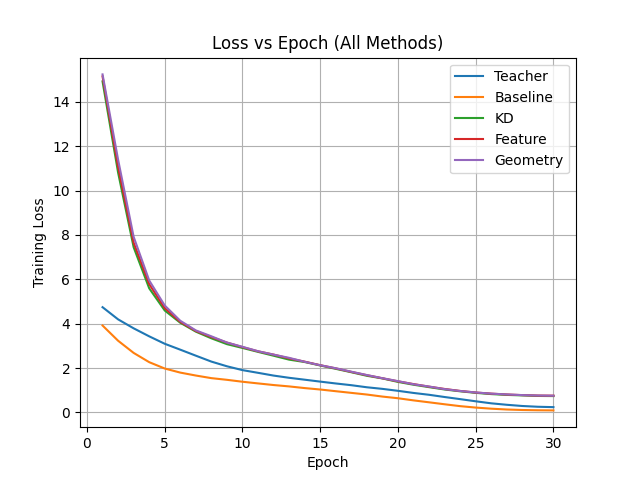 Loss vs Epoch (All Methods)
Teacher
Baseline
KD
Feature
Geometry
Training Loss
14
12
10
8
6
4
2
0
0 5 10 15 20 25 30
Epoch